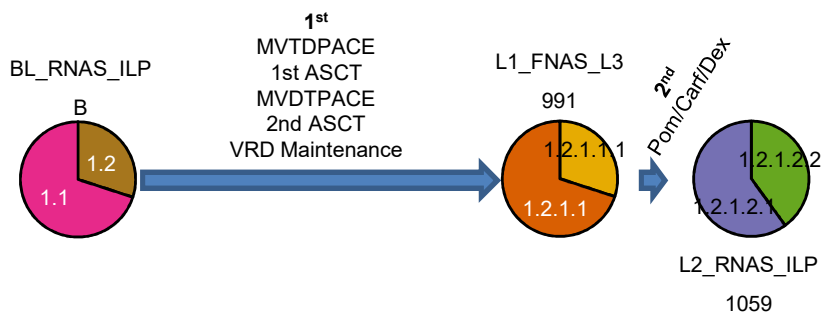 BL_RNAS_ILP
B
1.2
1.1
1st
MVTDPACE
1st ASCT
MVDTPACE
2nd ASCT
VRD Maintenance
L1_FNAS_L3
991
1.2.1.1.1
1.2.1.1
2nd
Pom/Carf/Dex
1.2.1.2.2
1.2.1.2.1
L2_RNAS_ILP
1059